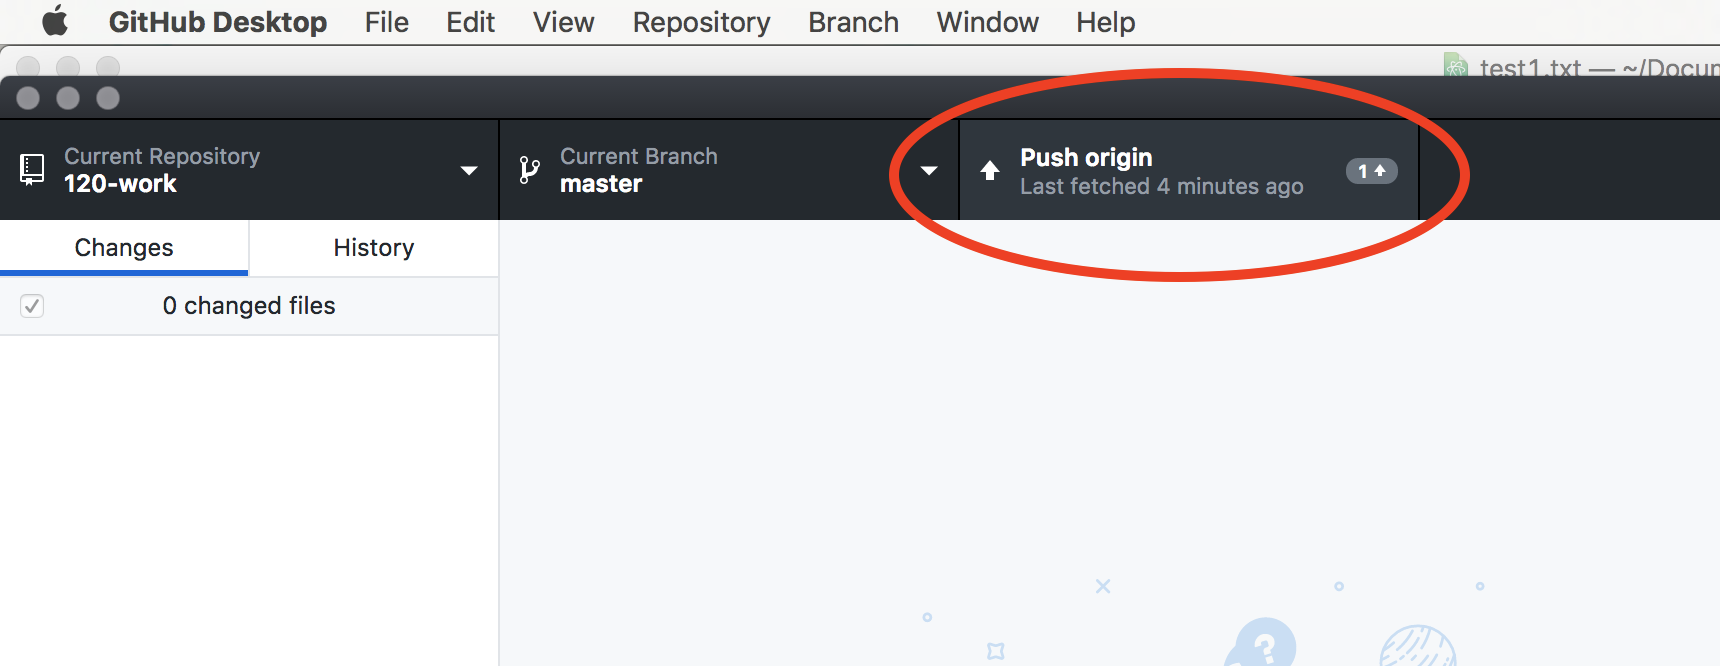 GitHub Desktop File Edit View Repository Branch Window Help
test1.txt — ~/Docum
Current Repository
120-work
Current Branch
master
Push origin
Last fetched 4 minutes ago
1
Changes History
0 changed files
?